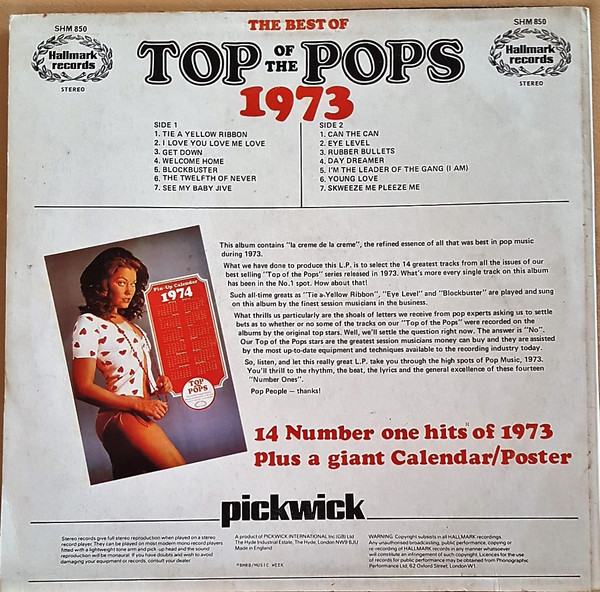 SHM 850
Hallmark
records
STEREO
THE BEST OF
TOP OF THE POPS
1973
SHM 850
Hallmark
records
STEREO
SIDE 1
1. TIE A YELLOW RIBBON
2. I LOVE YOU LOVE ME LOVE
3. GET DOWN
4. WELCOME HOME
5. BLOCKBUSTER
6. THE TWELFTH OF NEVER
7. SEE MY BABY JIVE
SIDE 2
1. CAN THE CAN
2. EYE LEVEL
3. RUBBER BULLETS
4. DAY DREAMER
5. I'M THE LEADER OF THE GANG (I AM)
6. YOUNG LOVE
7. SKWEEZE ME PLEEZE ME
Pin-Up Calendar
1974
TOP
OF THE
POPS
This album contains "la creme de la creme", the refined essence of all that was best in pop music
during 1973.
What we have done to produce this L.P. is to select the 14 greatest tracks from all the issues of our
best selling "Top of the Pops" series released in 1973. What's more every single track on this album
has been in the No.1 spot. How about that!
Such all-time greats as "Tie a-Yellow Ribbon", "Eye Level" and "Blockbuster" are played and sung
on this album by the finest session musicians in the business.
What thrills us particularly are the shoals of letters we receive from pop experts asking us to settle
bets as to whether or no some of the tracks on our "Top of the Pops" were recorded on the
albums by the original top stars. Well, we'll settle the question right now. The answer is "No".
Our Top of the Pops stars are the greatest session musicians money can buy and they are assisted
by the most up-to-date equipment and techniques available to the recording industry today.
So, listen, and let this really great L.P. take you through the high spots of Pop Music, 1973.
You'll thrill to the rhythm, the beat, the lyrics and the general excellence of these fourteen
"Number Ones".
Pop People — thanks!
14 Number one hits of 1973
Plus a giant Calendar/Poster
pickwick
Stereo records give full stereo reproduction when played on a stereo
record player. They can be played on most modern mono record players
fitted with a lightweight tone arm and pick-up head and the sound
reproduction will be monaural. If you have doubts and wish to avoid
damaging your equipment or records, consult your dealer
A product of PICKWICK INTERNATIONAL Inc (GB) Ltd
The Hyde Industrial Estate, The Hyde, London NW9 6JU
Made in England
®BMRB/MUSIC WEEK
WARNING: Copyright subsists in all HALLMARK recordings.
Any unauthorised broadcasting, public performance, copying or
re-recording of HALLMARK records in any manner whatsoever
will constitute an infringement of such copyright. Licences for the use
of records for public performance may be obtained from Phonographic
Performance Ltd, 62 Oxford Street, London W1.